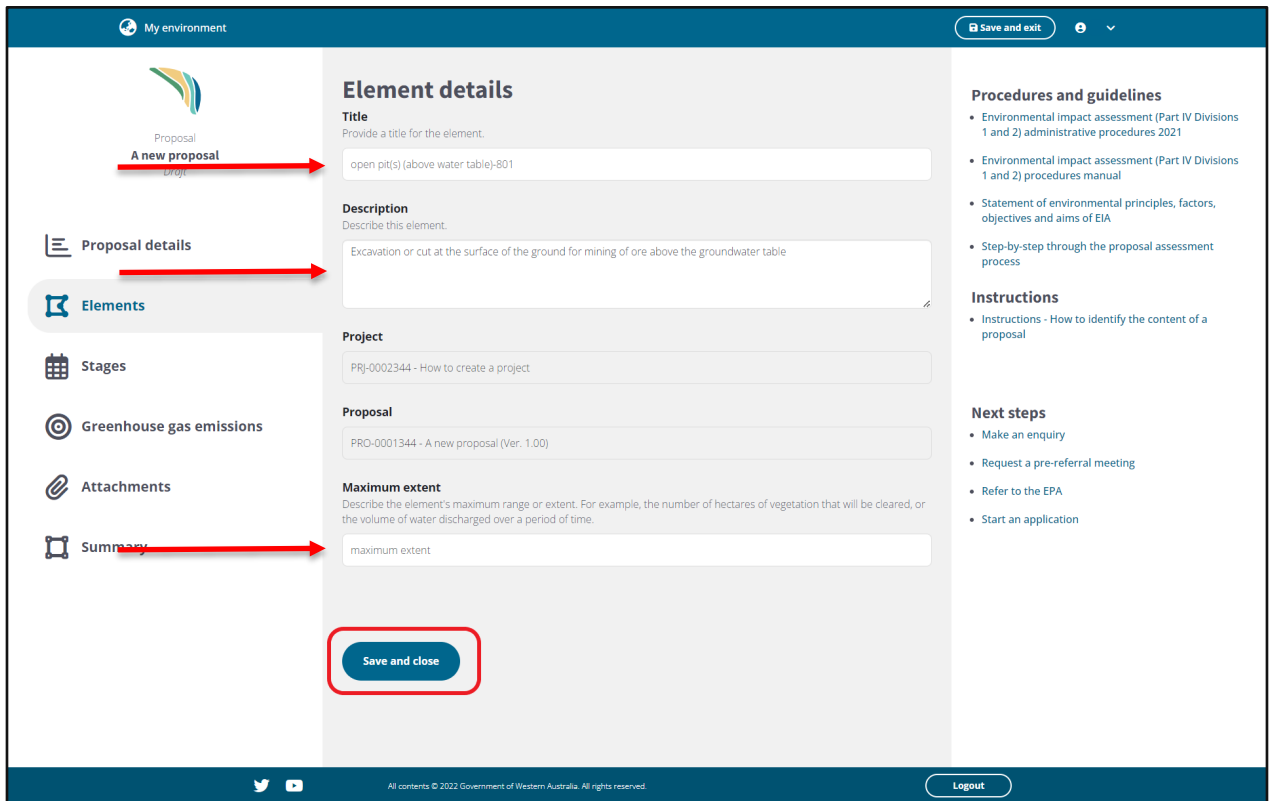 My environment
Save and exit
Proposal
A new proposal
Draft
Proposal details
Elements
Stages
Greenhouse gas emissions
Attachments
Summary
Element details
Title
Provide a title for the element.
open pit(s) (above water table)-801
Description
Describe this element.
Excavation or cut at the surface of the ground for mining of ore above the groundwater table
Project
PRJ-0002344 - How to create a project
Proposal
PRO-0001344 - A new proposal (Ver. 1.00)
Maximum extent
Describe the element's maximum range or extent. For example, the number of hectares of vegetation that will be cleared, or
the volume of water discharged over a period of time.
maximum extent
Save and close
Procedures and guidelines
Environmental impact assessment (Part IV Divisions
1 and 2) administrative procedures 2021
Environmental impact assessment (Part IV Divisions
1 and 2) procedures manual
Statement of environmental principles, factors,
objectives and aims of EIA
Step-by-step through the proposal assessment
process
Instructions
Instructions - How to identify the content of a
proposal
Next steps
Make an enquiry
Request a pre-referral meeting
Refer to the EPA
Start an application
All contents © 2022 Government of Western Australia. All rights reserved.
Logout